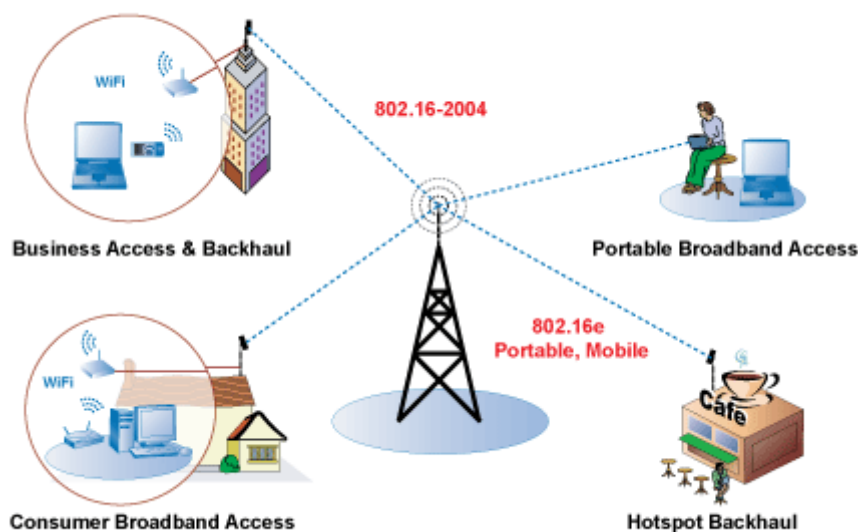 WiFi
802.16-2004
Business Access & Backhaul
Portable Broadband Access
802.16e
Portable, Mobile
WiFi
Cafe
Consumer Broadband Access
Hotspot Backhaul